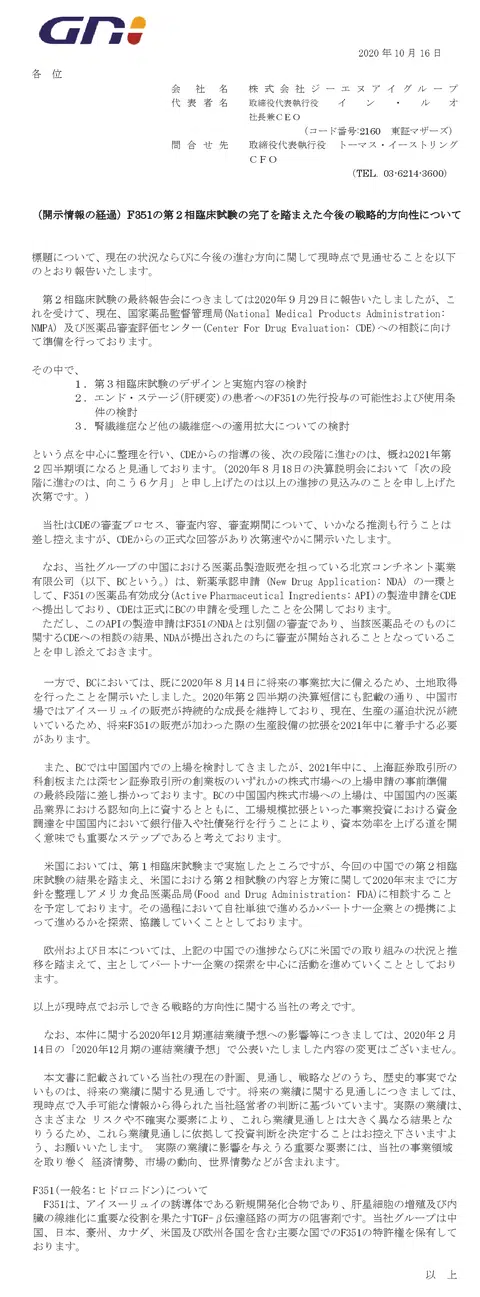 GNi
2020年10月16日
各 位
会 社 名 株式会社ジーエヌアイグループ
代表者名 取締役代表執行役 イン・ルオ
社長兼CEO
(コード番号:2160 東証マザーズ)
問合せ先 取締役代表執行役 トーマス・イーストリング
CFO
(TEL. 03-6214-3600)
(開示情報の経過)F351の第2相臨床試験の完了を踏まえた今後の戦略的方向性について
標題について、現在の状況ならびに今後の進む方向に関して現時点で見通せることを以下
のとおり報告いたします。
第2相臨床試験の最終報告会につきましては2020年9月29日に報告いたしましたが、こ
れを受けて、現在、国家薬品監督管理局(National Medical Products Administration:
NMPA) 及び医薬品審査評価センター(Center For Drug Evaluation: CDE)への相談に向け
て準備を行っております。
その中で、
1.第3相臨床試験のデザインと実施内容の検討
2.エンド・ステージ(肝硬変)の患者へのF351の先行投与の可能性および使用条
件の検討
3.腎線維症など他の線維症への適用拡大についての検討
という点を中心に整理を行い、CDEからの指導の後、次の段階に進むのは、概ね2021年第
2四半期頃になると見通しております。(2020年8月18日の決算説明会において「次の段
階に進むのは、向こう6ケ月」と申し上げたのは以上の進捗の見込みのことを申し上げた
次第です。)
当社はCDEの審査プロセス、審査内容、審査期間について、いかなる推測も行うことは
差し控えますが、CDEからの正式な回答があり次第速やかに開示いたします。
なお、当社グループの中国における医薬品製造販売を担っている北京コンチネント薬業
有限公司(以下、BCという。)は、新薬承認申請 (New Drug Application: NDA) の一環と
して、F351の医薬品有効成分(Active Pharmaceutical Ingredients: API)の製造申請をCDE
へ提出しており、CDEは正式にBCの申請を受理したことを公開しております。
ただし、このAPIの製造申請はF351のNDAとは別個の審査であり、当該医薬品そのものに
関するCDEへの相談の結果、NDAが提出されたのちに審査が開始されることとなっているこ
とを申し添えておきます。
一方で、BCにおいては、既に2020年8月14日に将来の事業拡大に備えるため、土地取得
を行ったことを開示いたしました。2020年第2四半期の決算短信にも記載の通り、中国市
場ではアイスーリュイの販売が持続的な成長を維持しており、現在、生産の逼迫状況が続
いているため、将来F351の販売が加わった際の生産設備の拡張を2021年中に着手する必要
があります。
また、BCでは中国国内での上場を検討してきましたが、2021年中に、上海証券取引所の
科創板または深セン証券取引所の創業板のいずれかの株式市場への上場申請の事前準備
の最終段階に差し掛かっております。BCの中国国内株式市場への上場は、中国国内の医薬
品業界における認知向上に資するとともに、工場規模拡張といった事業投資における資金
調達を中国国内において銀行借入や社債発行を行うことにより、資本効率を上げる道を開
く意味でも重要なステップであると考えております。
米国においては、第1相臨床試験まで実施したところですが、今回の中国での第2相臨
床試験の結果を踏まえ、米国における第2相試験の内容と方策に関して2020年末までに方
針を整理しアメリカ食品医薬品局(Food and Drug Administration: FDA)に相談すること
を予定しております。その過程において自社単独で進めるかパートナー企業との提携によ
って進めるかを探索、協議していくこととしております。
欧州および日本については、上記の中国での進捗ならびに米国での取り組みの状況と推
移を踏まえて、主としてパートナー企業の探索を中心に活動を進めていくこととしており
ます。
以上が現時点でお示しできる戦略的方向性に関する当社の考えです。
なお、本件に関する2020年12月期連結業績予想への影響等につきましては、2020年2月
14日の「2020年12月期の連結業績予想」で公表いたしました内容の変更はございません。
本文書に記載されている当社の現在の計画、見通し、戦略などのうち、歴史的事実でな
いものは、将来の業績に関する見通しです。将来の業績に関する見通しにつきましては、
現時点で入手可能な情報から得られた当社経営者の判断に基づいています。実際の業績は、
さまざまな リスクや不確実な要素により、これら業績見通しとは大きく異なる結果とな
りうるため、これら業績見通しに依拠して投資判断を決定することはお控え下さいますよ
う、お願いいたします。 実際の業績に影響を与えうる重要な要素には、当社の事業領域
を取り巻く 経済情勢、市場の動向、世界情勢などが含まれます。
F351(一般名:ヒドロニドン)について
F351は、アイスーリュイの誘導体である新規開発化合物であり、肝星細胞の増殖及び内
臓の線維化に重要な役割を果たすTGF-β伝達経路の両方の阻害剤です。当社グループは中
国、日本、豪州、カナダ、米国及び欧州各国を含む主要な国でのF351の特許権を保有して
おります。
以 上